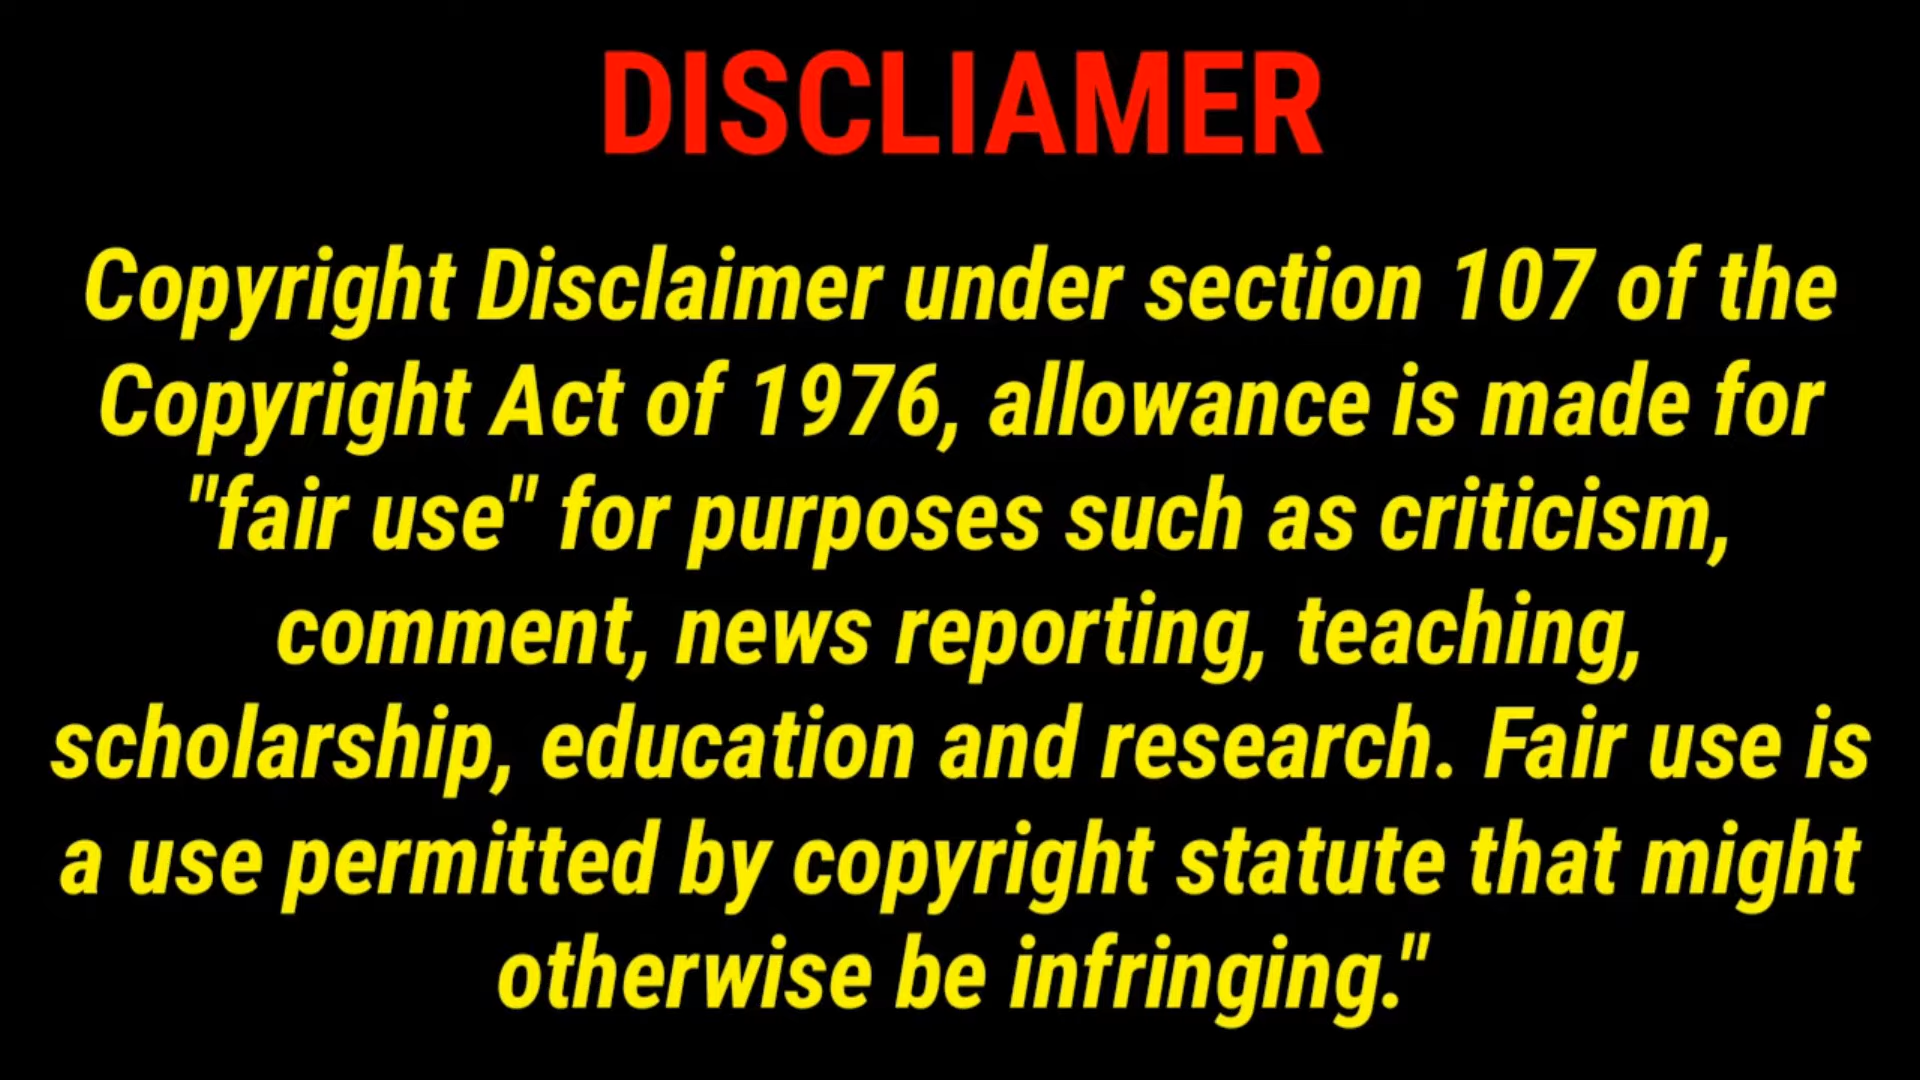 DISCLIAMER
Copyright Disclaimer under section 107 of the
Copyright Act of 1976, allowance is made for
"fair use" for purposes such as criticism,
comment, news reporting, teaching,
scholarship, education and research. Fair use is
a use permitted by copyright statute that might
otherwise be infringing."